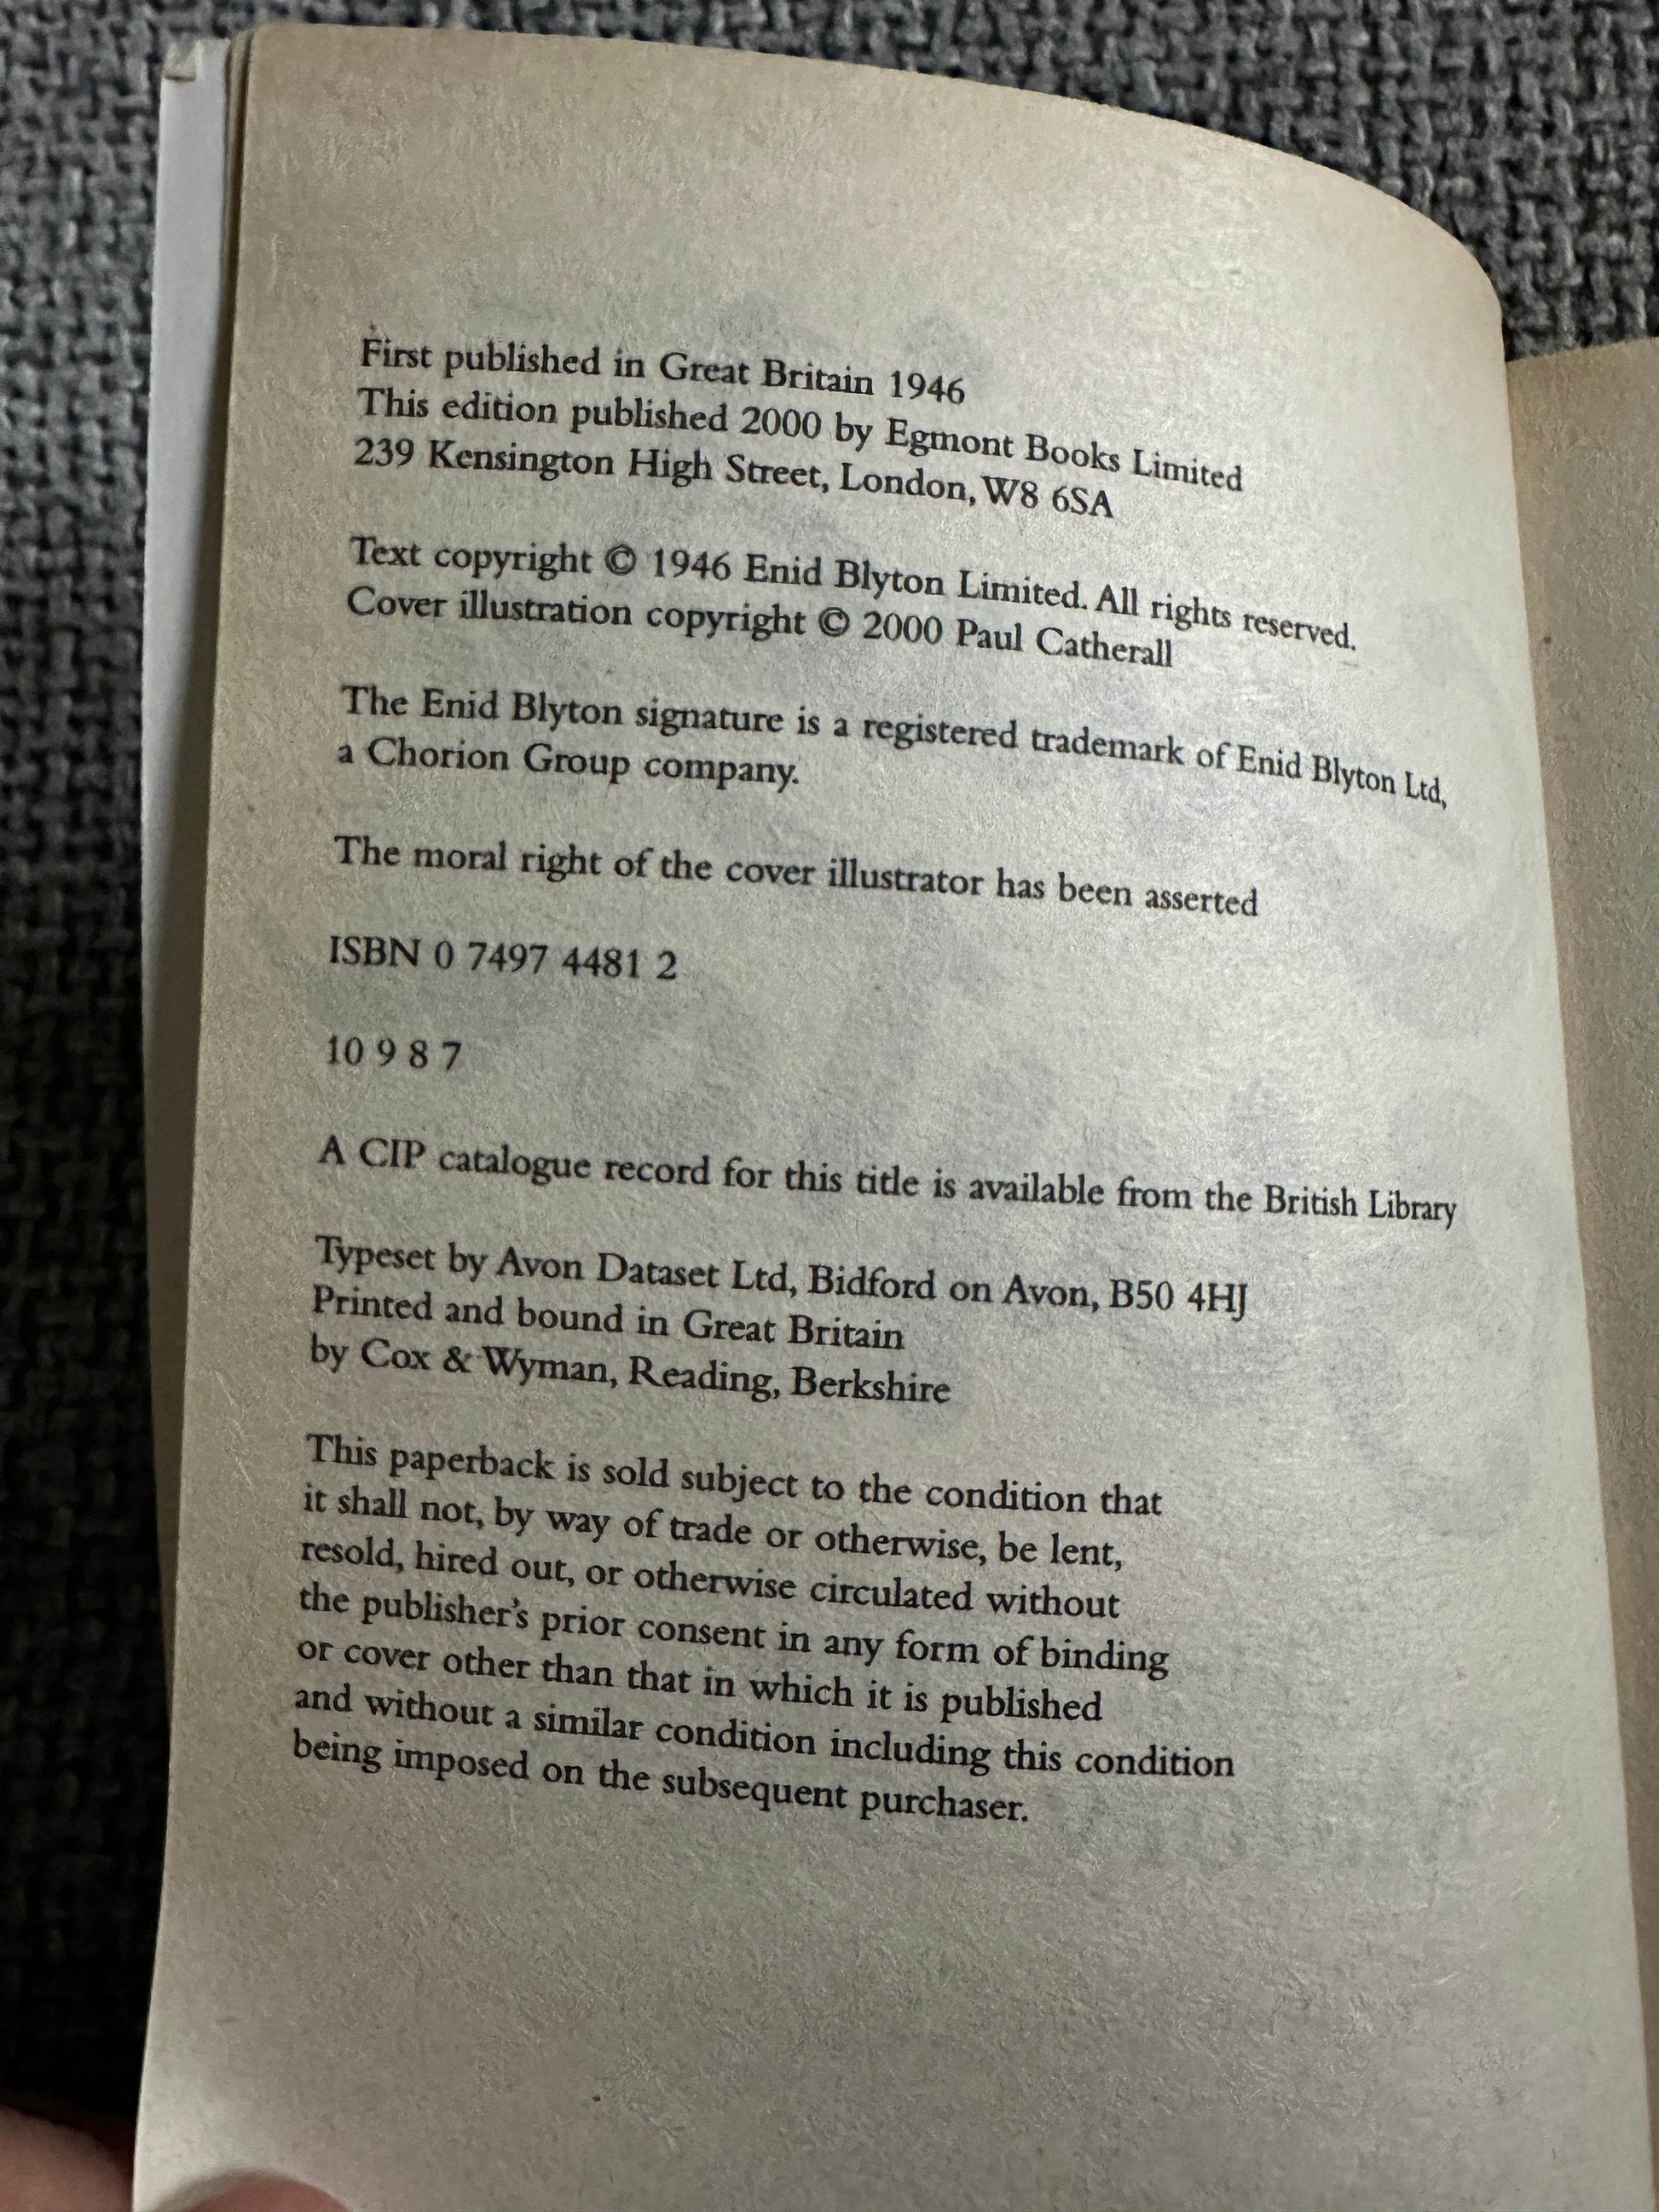 First published in Great Britain 1946
This edition published 2000 by Egmont Books Limited
239 Kensington High Street, London, W8 6SA
Text copyright © 1946 Enid Blyton Limited. All rights reserved.
Cover illustration copyright © 2000 Paul Catherall
The Enid Blyton signature is a registered trademark of Enid Blyton Ltd,
a Chorion Group company.
The moral right of the cover illustrator has been asserted
ISBN 0 7497 4481 2
10 9 8 7
A CIP catalogue record for this title is available from the British Library
Typeset by Avon Dataset Ltd, Bidford on Avon, B50 4HJ
Printed and bound in Great Britain
by Cox & Wyman, Reading, Berkshire
This paperback is sold subject to the condition that
it shall not, by way of trade or otherwise, be lent,
resold, hired out, or otherwise circulated without
the publisher's prior consent in any form of binding
or cover other than that in which it is published
and without a similar condition including this condition
being imposed on the subsequent purchaser.